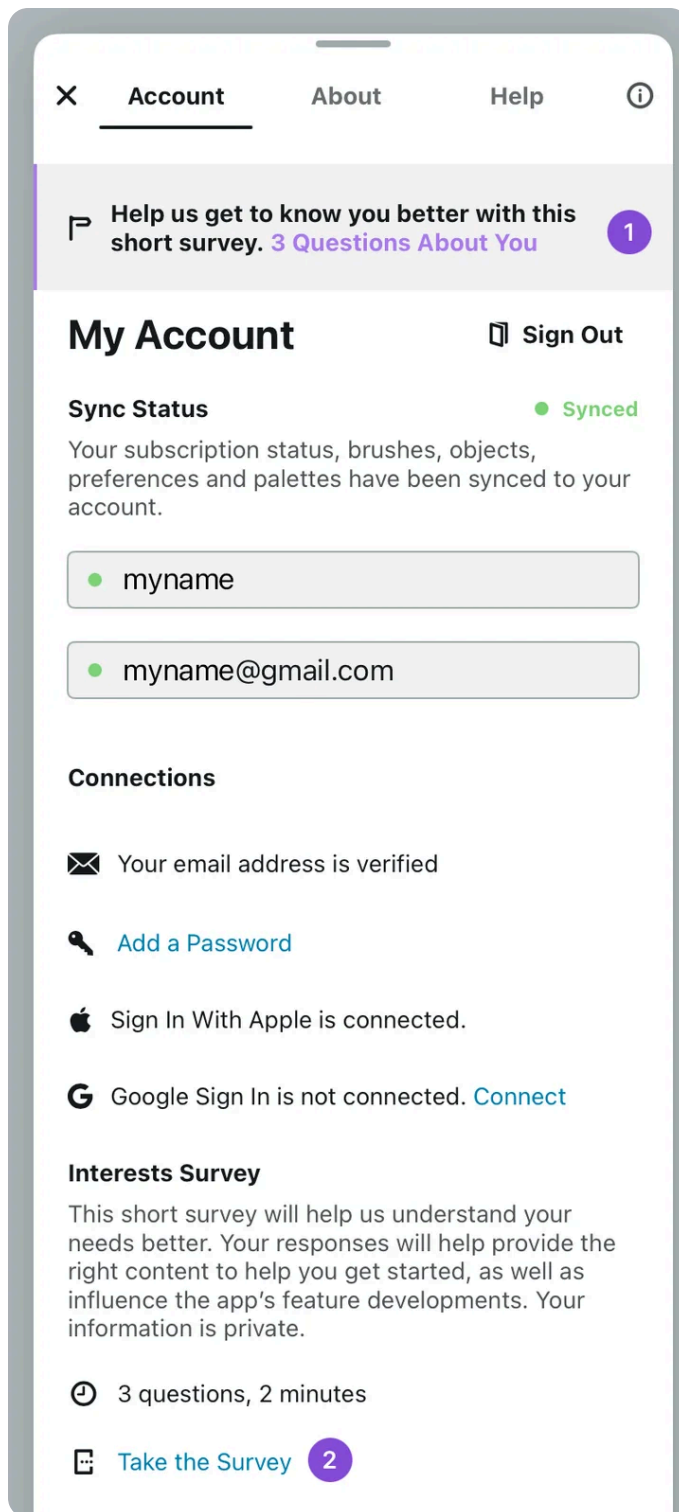 Account About Help
Help us get to know you better with this
short survey. 3 Questions About You
1
My Account
Sign Out
Sync Status
Synced
Your subscription status, brushes, objects,
preferences and palettes have been synced to your
account.
myname
myname@gmail.com
Connections
Your email address is verified
Add a Password
Sign In With Apple is connected.
Google Sign In is not connected. Connect
Interests Survey
This short survey will help us understand your
needs better. Your responses will help provide the
right content to help you get started, as well as
influence the app's feature developments. Your
information is private.
3 questions, 2 minutes
Take the Survey 2